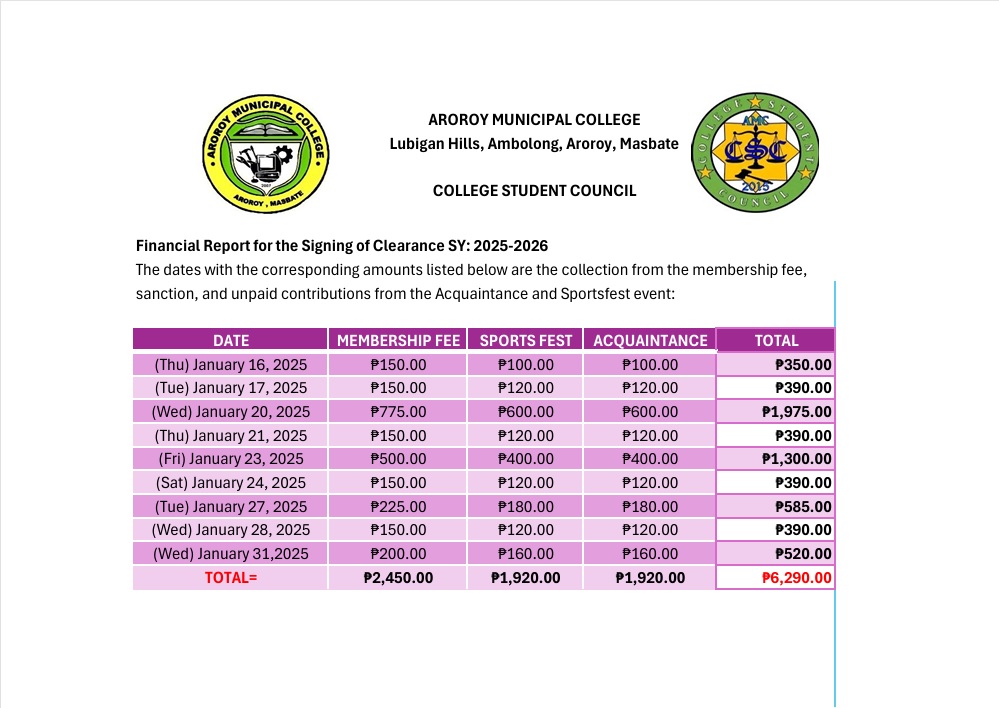 AROROY MUNICIPAL COLLEGE
AROROY , MASBATE
2007
AROROY MUNICIPAL COLLEGE
Lubigan Hills, Ambolong, Aroroy, Masbate
COLLEGE STUDENT COUNCIL
COLLEGE STUDENT
AMC
CSC
2015
COUNCIL
Financial Report for the Signing of Clearance SY: 2025-2026
The dates with the corresponding amounts listed below are the collection from the membership fee,
sanction, and unpaid contributions from the Acquaintance and Sportsfest event:
DATE MEMBERSHIP FEE SPORTS FEST ACQUAINTANCE TOTAL
(Thu) January 16, 2025 ₱150.00 ₱100.00 ₱100.00 ₱350.00
(Tue) January 17, 2025 ₱150.00 ₱120.00 ₱120.00 ₱390.00
(Wed) January 20, 2025 ₱775.00 ₱600.00 ₱600.00 ₱1,975.00
(Thu) January 21, 2025 ₱150.00 ₱120.00 ₱120.00 ₱390.00
(Fri) January 23, 2025 ₱500.00 ₱400.00 ₱400.00 ₱1,300.00
(Sat) January 24, 2025 ₱150.00 ₱120.00 ₱120.00 ₱390.00
(Tue) January 27, 2025 ₱225.00 ₱180.00 ₱180.00 ₱585.00
(Wed) January 28, 2025 ₱150.00 ₱120.00 ₱120.00 ₱390.00
(Wed) January 31,2025 ₱200.00 ₱160.00 ₱160.00 ₱520.00
TOTAL= ₱2,450.00 ₱1,920.00 ₱1,920.00 ₱6,290.00